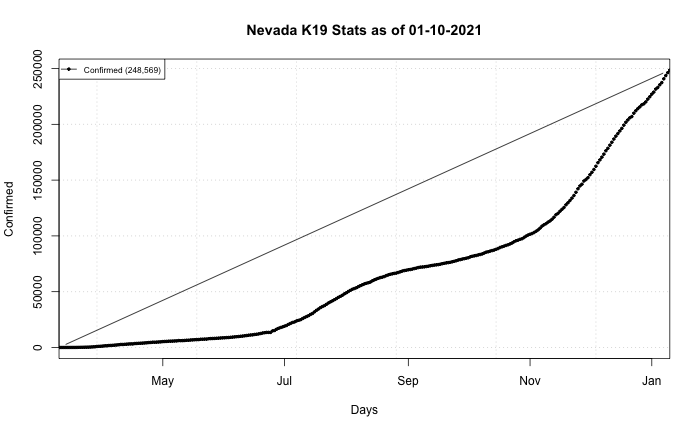 Nevada K19 Stats as of 01-10-2021
Confirmed (248,569)
250000
200000
150000
100000
50000
0
Confirmed
May Jul Sep Nov Jan
Days